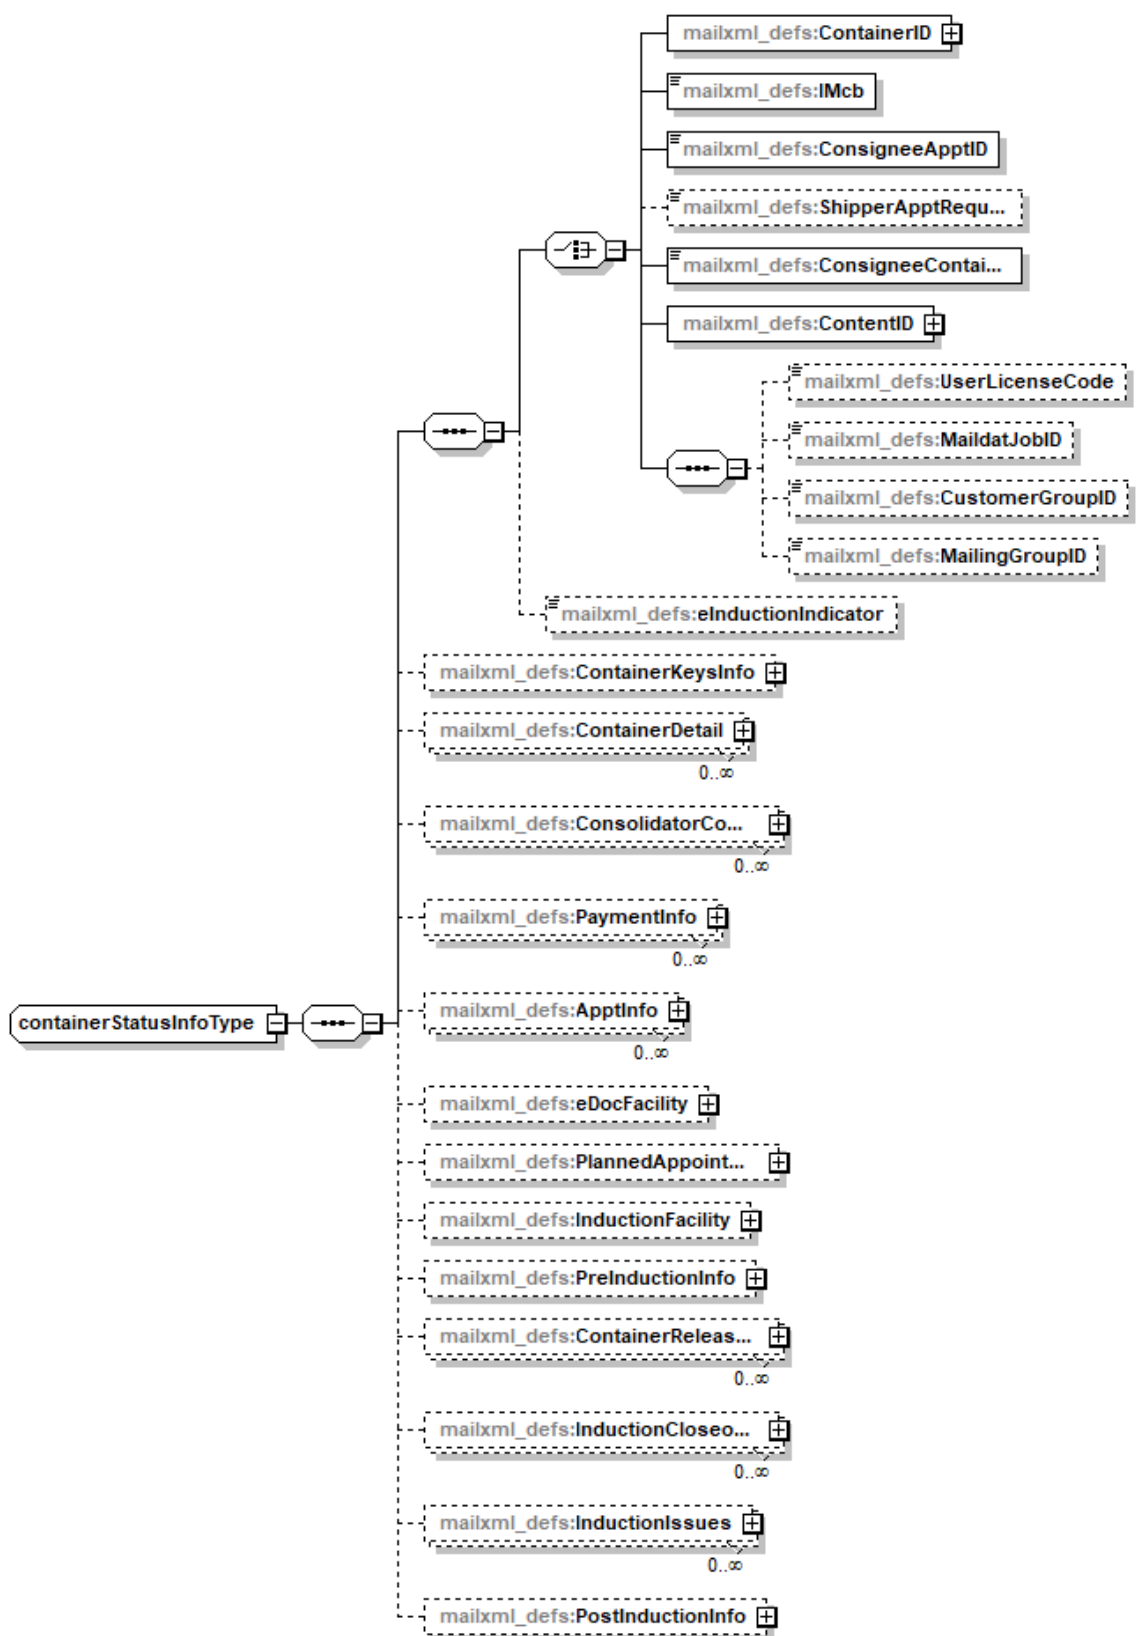 mailxml_defs:ContainerID
mailxml_defs:IMcb
mailxml_defs:ConsigneeApptID
mailxml_defs:ShipperApptRequ...
mailxml_defs:ConsigneeContai...
mailxml_defs:ContentID
mailxml_defs:UserLicenseCode
mailxml_defs:MaildatJobID
mailxml_defs:CustomerGroupID
mailxml_defs:MailingGroupID
mailxml_defs:eInductionIndicator
mailxml_defs:ContainerKeysInfo
mailxml_defs:ContainerDetail
0..∞
mailxml_defs:ConsolidatorCo...
0..∞
mailxml_defs:PaymentInfo
0..∞
containerStatusInfoType
mailxml_defs:ApptInfo
0..∞
mailxml_defs:eDocFacility
mailxml_defs:PlannedAppoint...
mailxml_defs:InductionFacility
mailxml_defs:PreInductionInfo
mailxml_defs:ContainerReleas...
0..∞
mailxml_defs:InductionCloseo...
0..∞
mailxml_defs:InductionIssues
0..∞
mailxml_defs:PostInductionInfo